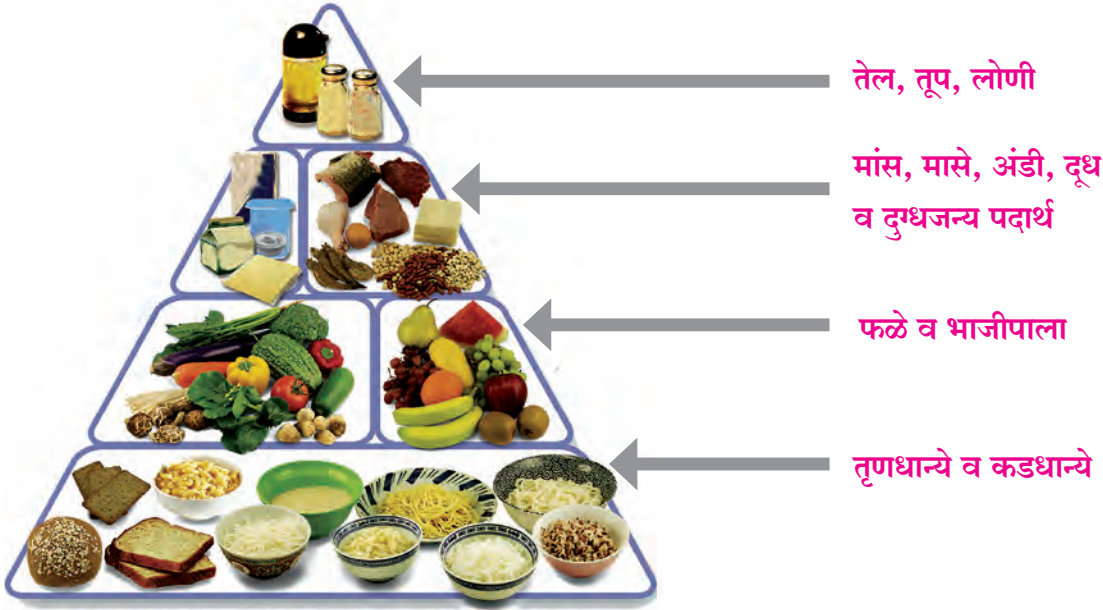 तेल, तूप, लोणी
मांस, मासे, अंडी, दूध
व दुग्धजन्य पदार्थ
फळे व भाजीपाला
तृणधान्ये व कडधान्ये